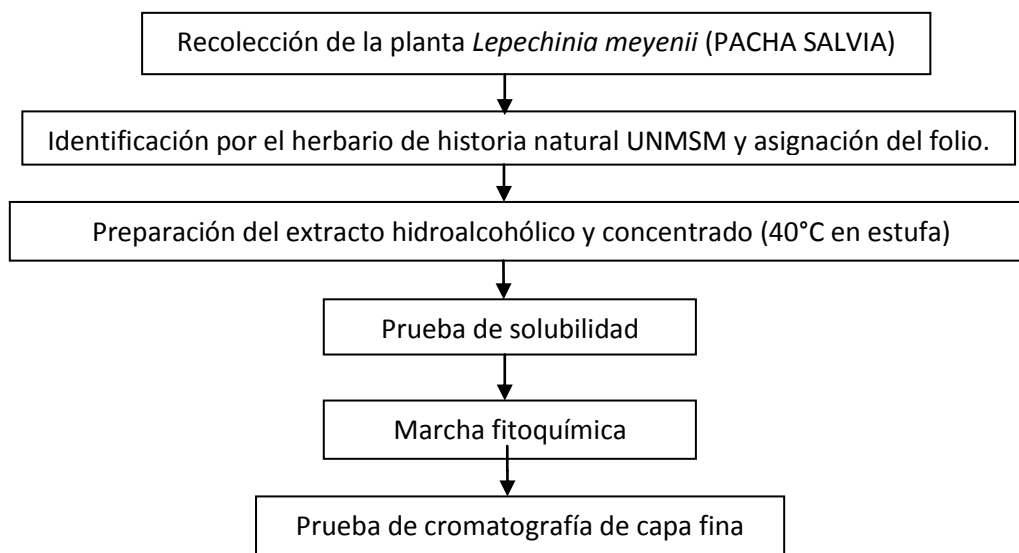 Recolección de la planta Lepechinia meyenii (PACHA SALVIA)
Identificación por el herbario de historia natural UNMSM y asignación del folio.
Preparación del extracto hidroalcohólico y concentrado (40°C en estufa)
Prueba de solubilidad
Marcha fitoquímica
Prueba de cromatografía de capa fina